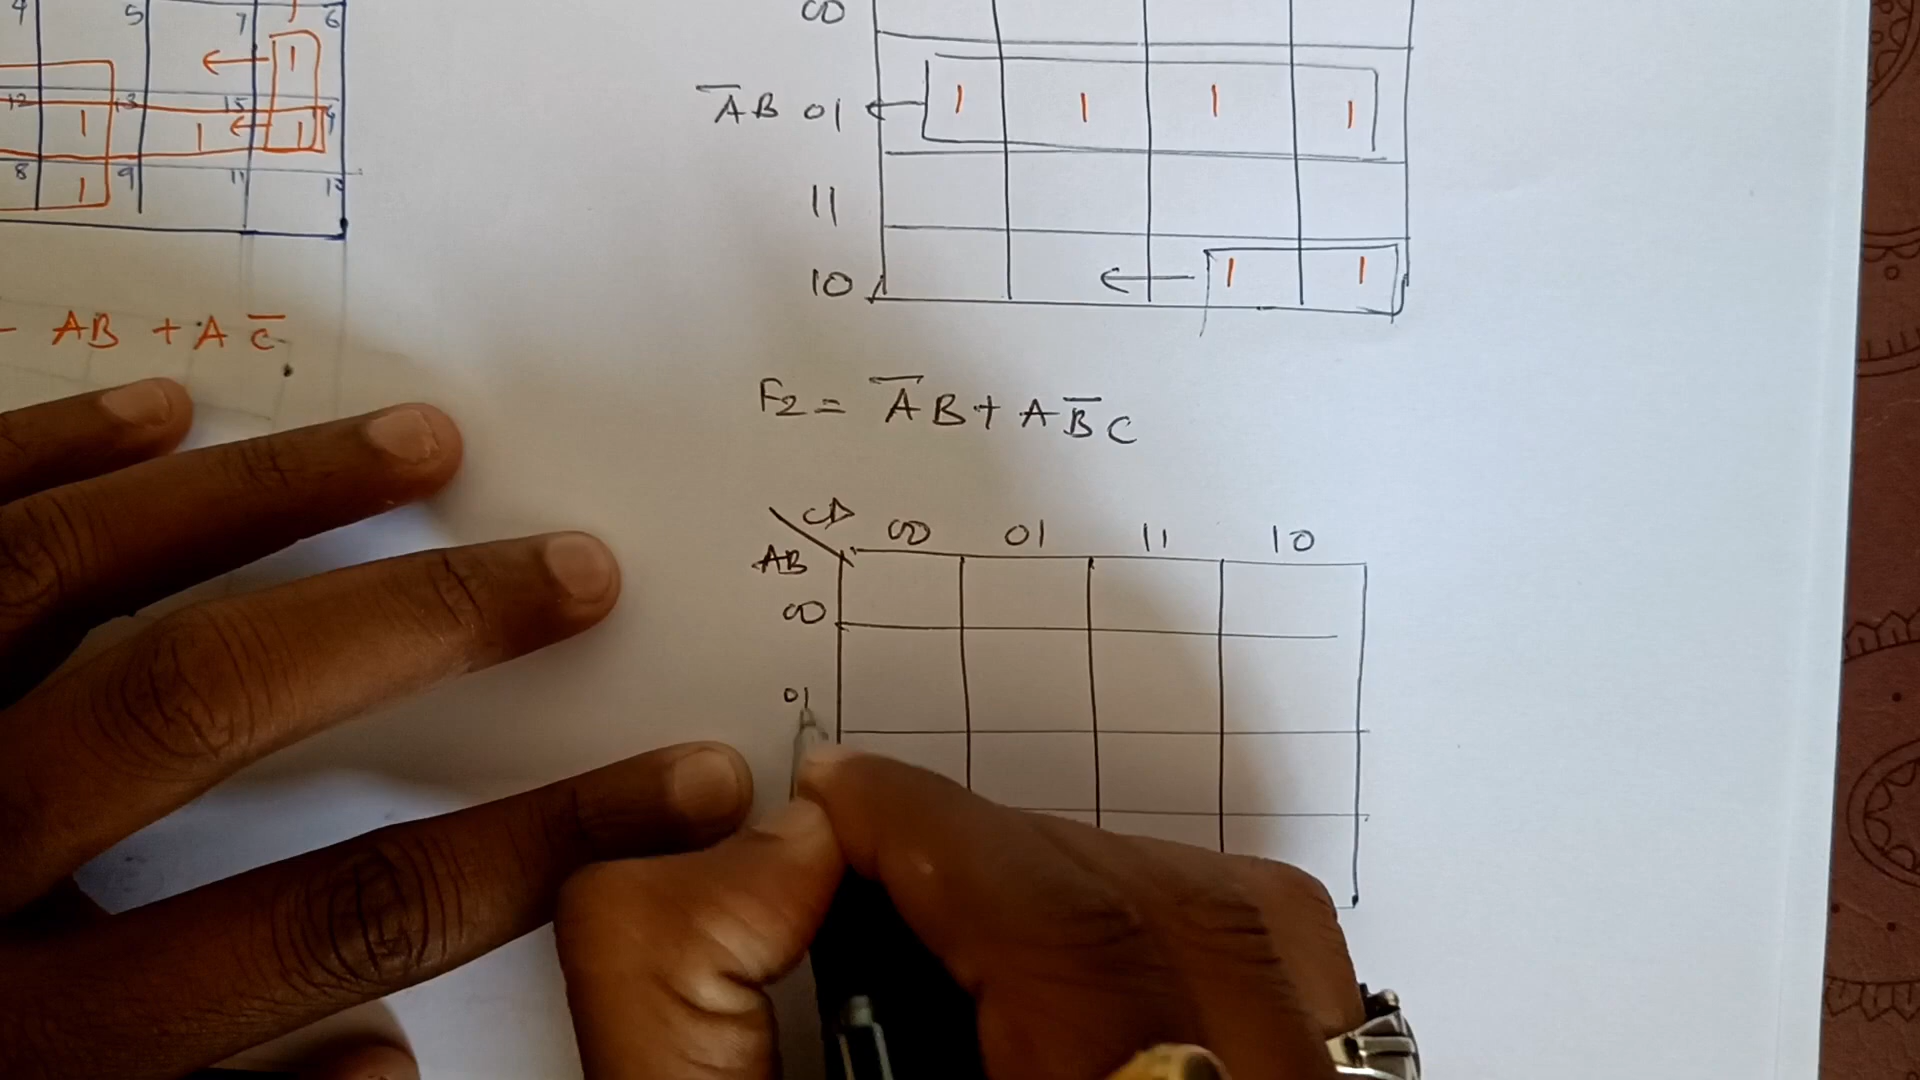 4 5 7 1 6
1
12 13 15 14
1 1 1
8 9 11 10
1
AB + A C̅
00
A̅B 01 1 1 1 1
11
10 1 1
F2 = A̅B + AB̅C
CD 00 01 11 10
AB
00
01